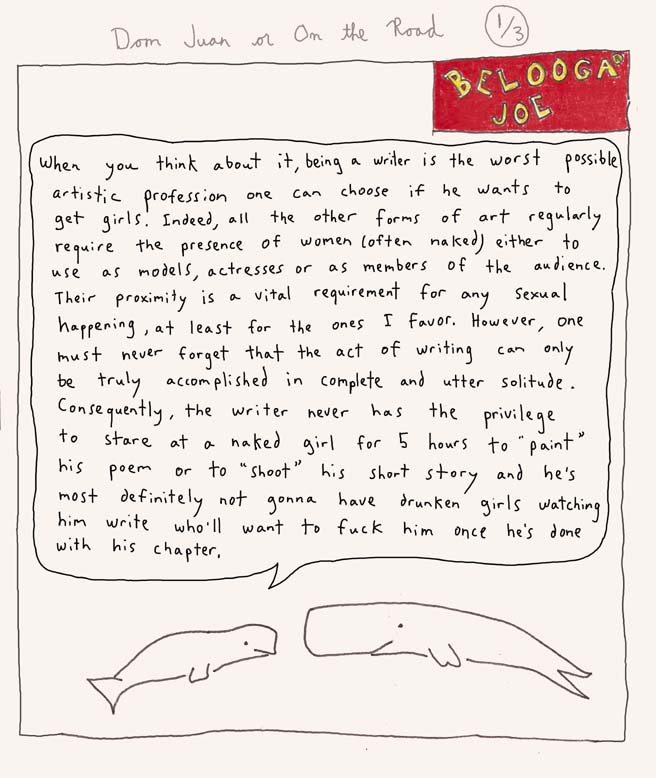 Dom Juan or On the Road 1/3
BELOOGA
JOE
When you think about it, being a writer is the worst possible
artistic profession one can choose if he wants to
get girls. Indeed, all the other forms of art regularly
require the presence of women (often naked) either to
use as models, actresses or as members of the audience.
Their proximity is a vital requirement for any sexual
happening, at least for the ones I favor. However, one
must never forget that the act of writing can only
be truly accomplished in complete and utter solitude.
Consequently, the writer never has the privilege
to stare at a naked girl for 5 hours to "paint"
his poem or to "shoot" his short story and he's
most definitely not gonna have drunken girls watching
him write who'll want to fuck him once he's done
with his chapter.